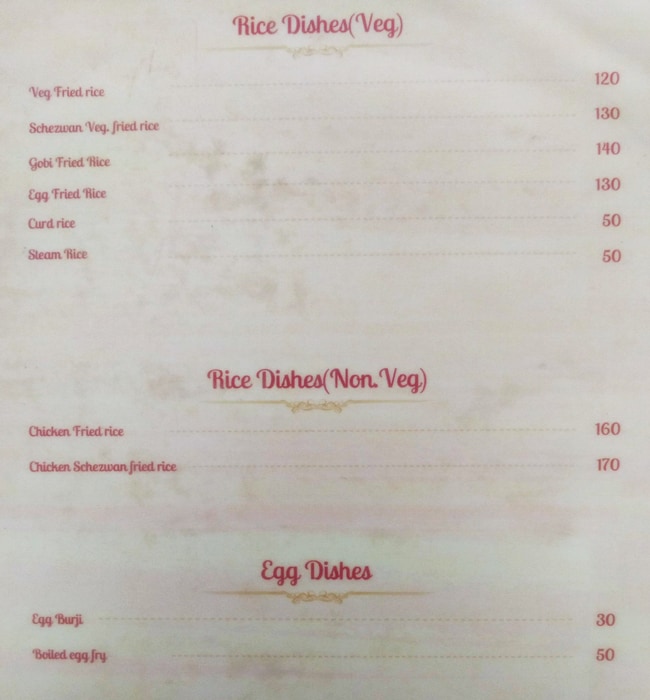 Rice Dishes(Veg)
Veg Fried rice 120
Schezwan Veg. fried rice 130
Gobi Fried Rice 140
Egg Fried Rice 130
Curd rice 50
Steam Rice 50
Rice Dishes(Non.Veg)
Chicken Fried rice 160
Chicken Schezwan fried rice 170
Egg Dishes
Egg Burji 30
Boiled egg fry 50